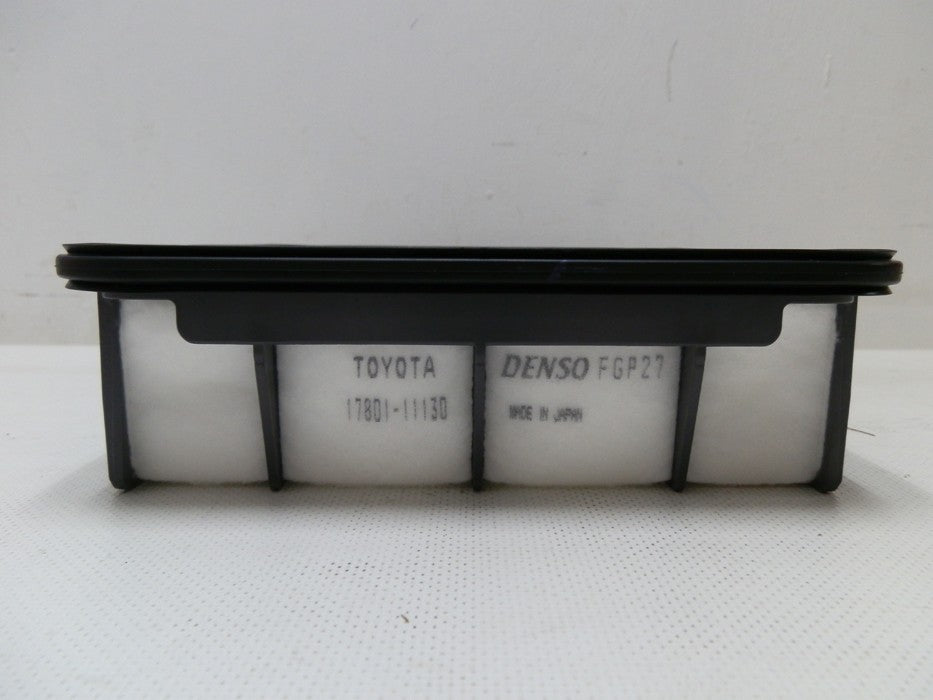 TOYOTA
17801-11130
DENSO FGP27
MADE IN JAPAN